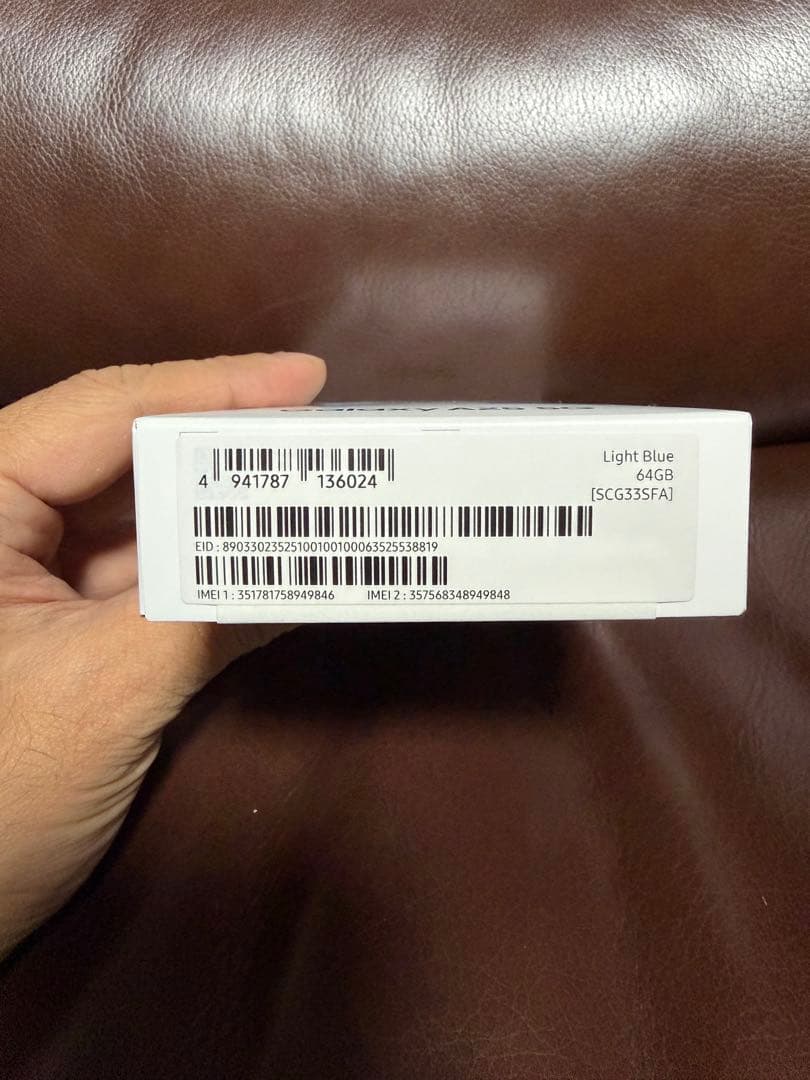 4 941787 136024
Light Blue
64GB
[SCG33SFA]
EID : 89033023525100100100063525538819
IMEI 1 : 351781758949846 IMEI 2 : 357568348949848